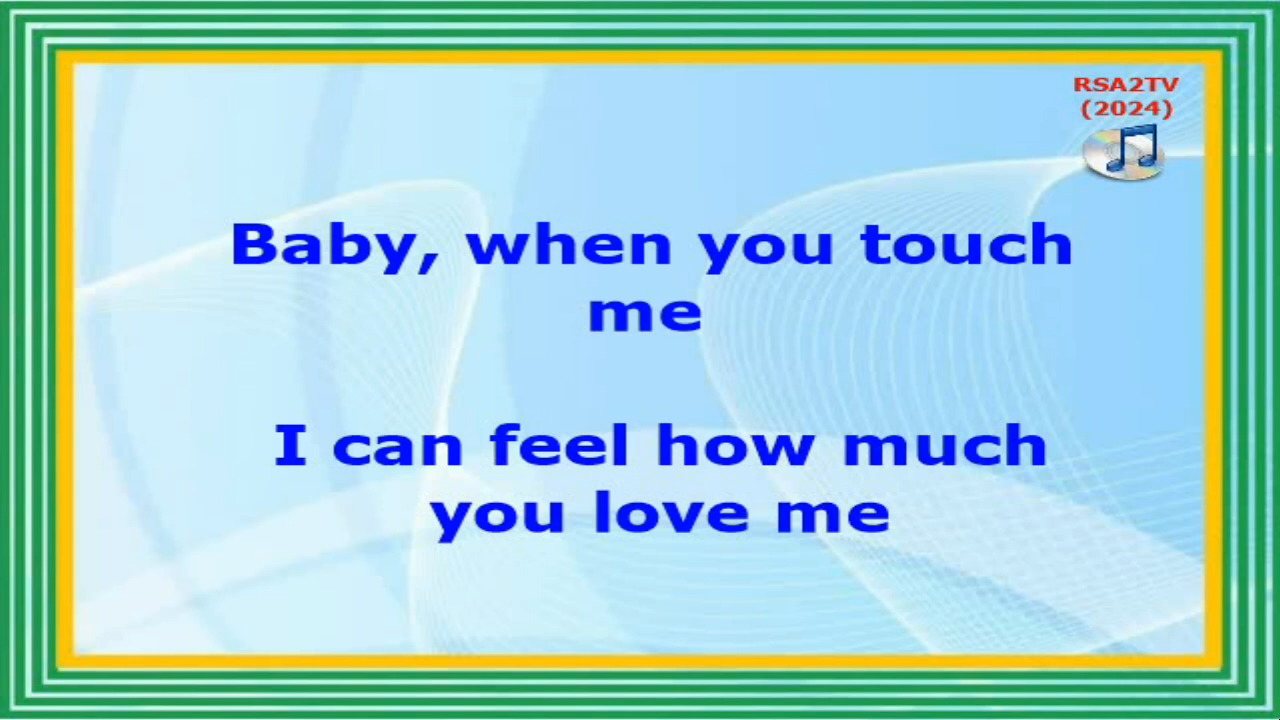 RSA2TV
(2024)
Baby, when you touch
me
I can feel how much
you love me